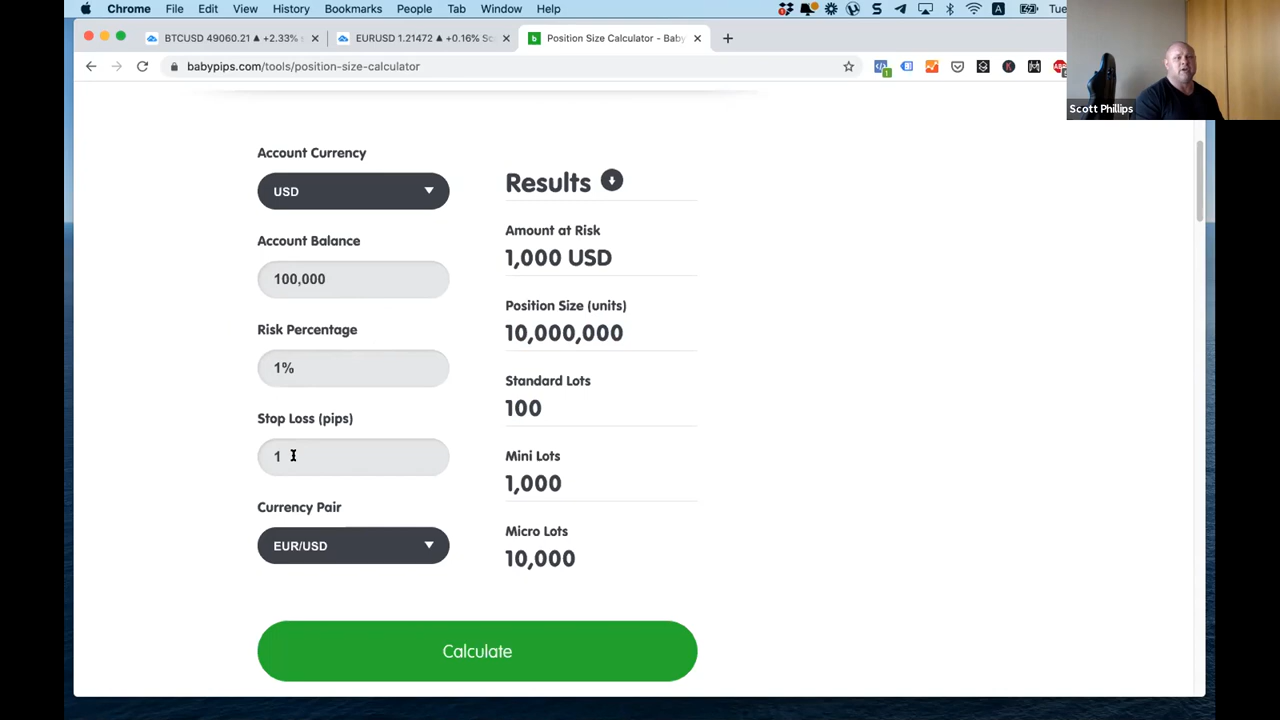 Chrome File Edit View History Bookmarks People Tab Window Help Tue
BTCUSD 49060.21 ▲ +2.33%
EURUSD 1.21472 ▲ +0.16%
Position Size Calculator - Baby
babypips.com/tools/position-size-calculator
Scott Phillips
Account Currency
USD
Account Balance
100,000
Risk Percentage
1%
Stop Loss (pips)
1
Currency Pair
EUR/USD
Results
Amount at Risk
1,000 USD
Position Size (units)
10,000,000
Standard Lots
100
Mini Lots
1,000
Micro Lots
10,000
Calculate